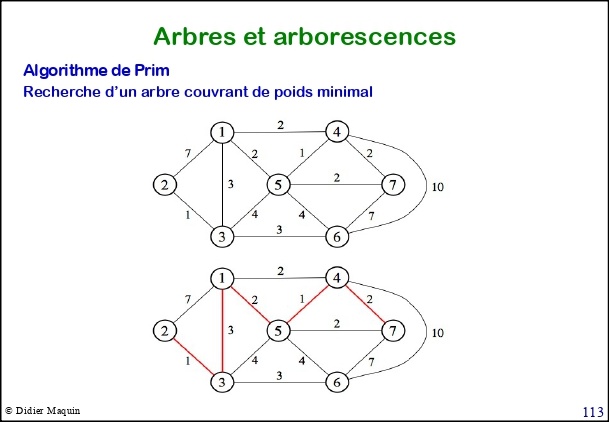 Arbres et arborescences
Algorithme de Prim
Recherche d'un arbre couvrant de poids minimal
1 2 4
7 2 1 2
2 3 5 2 7 10
1 4 4 7
3 3 6
1 2 4
7 2 1 2
2 3 5 2 7 10
1 4 4 7
3 3 6
© Didier Maquin 113